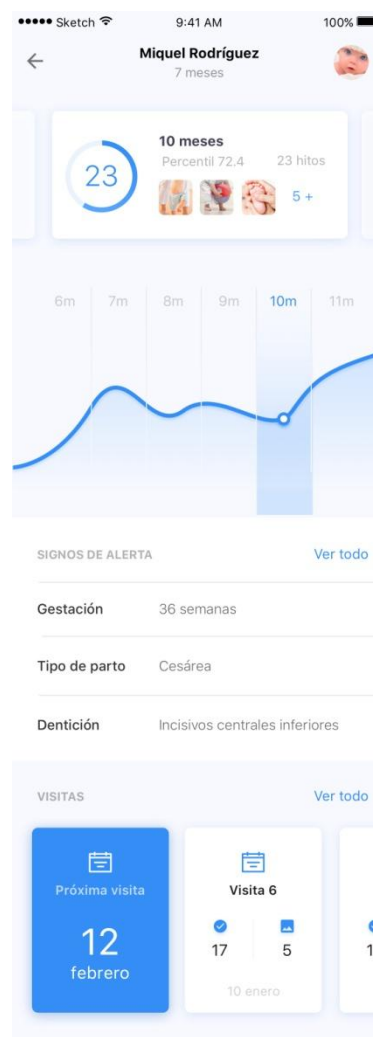 Sketch 9:41 AM 100%
Miquel Rodríguez
7 meses
23
10 meses
Percentil 72.4 23 hitos
5 +
6m 7m 8m 9m 10m 11m
SIGNOS DE ALERTA Ver todo
Gestación 36 semanas
Tipo de parto Cesárea
Dentición Incisivos centrales inferiores
VISITAS Ver todo
Próxima visita
12
febrero
Visita 6
17 5
10 enero